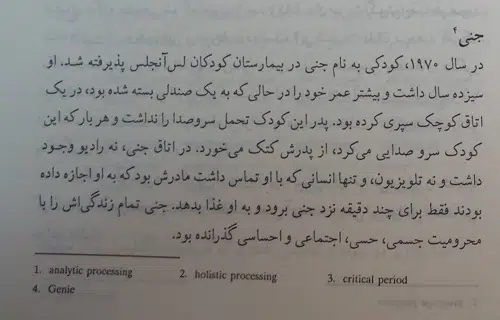 جنی⁴
در سال ۱۹۷۰، کودکی به نام جنی در بیمارستان کودکان لس‌آنجلس پذیرفته شد. او
سیزده سال داشت و بیشتر عمر خود را در حالی که به یک صندلی بسته شده بود، در یک
اتاق کوچک سپری کرده بود. پدر این کودک تحمل سروصدا را نداشت و هر بار که این
کودک سرو صدایی می‌کرد، از پدرش کتک می‌خورد. در اتاق جنی، نه رادیو وجود
داشت و نه تلویزیون، و تنها انسانی که با او تماس داشت مادرش بود که به او اجازه داده
بودند فقط برای چند دقیقه نزد جنی برود و به او غذا بدهد. جنی تمام زندگی‌اش را با
محرومیت جسمی، حسی، اجتماعی و احساسی گذرانده بود.
1. analytic processing 2. holistic processing 3. critical period
4. Genie